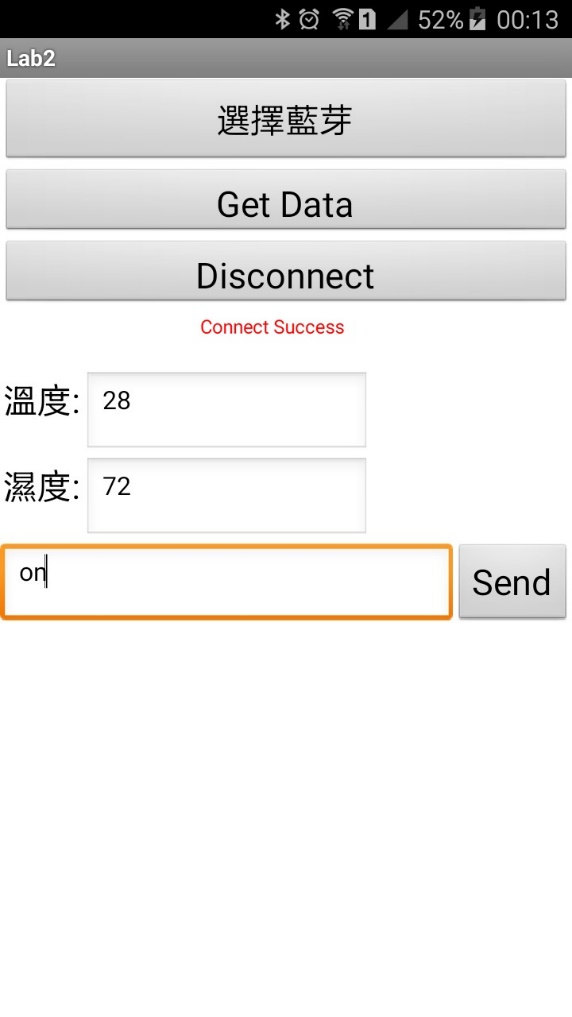 1 52% 00:13
Lab2
選擇藍芽
Get Data
Disconnect
Connect Success
溫度: 28
濕度: 72
on Send